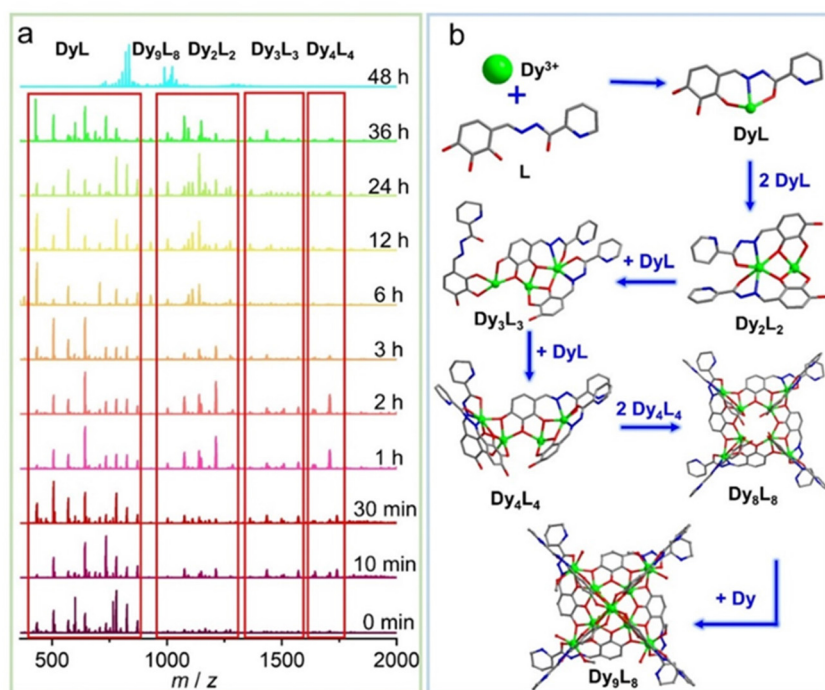 a
DyL Dy9L8 Dy2L2 Dy3L3 Dy4L4
48 h
36 h
24 h
12 h
6 h
3 h
2 h
1 h
30 min
10 min
0 min
500 1000 1500 2000
m / z
b
Dy³⁺
+
L
DyL
2 DyL
Dy2L2
+ DyL
Dy3L3
+ DyL
Dy4L4
2 Dy4L4
Dy8L8
+ Dy
Dy9L8